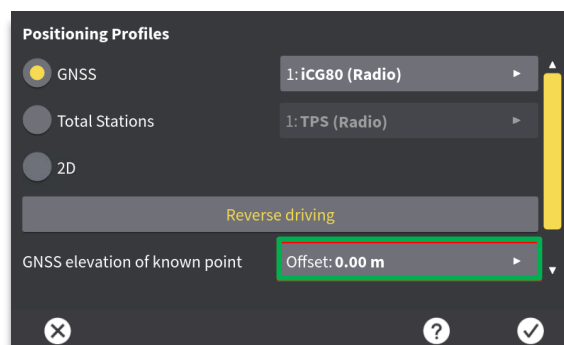 Positioning Profiles
GNSS
1: iCG80 (Radio)
Total Stations
1: TPS (Radio)
2D
Reverse driving
GNSS elevation of known point
Offset: 0.00 m
?